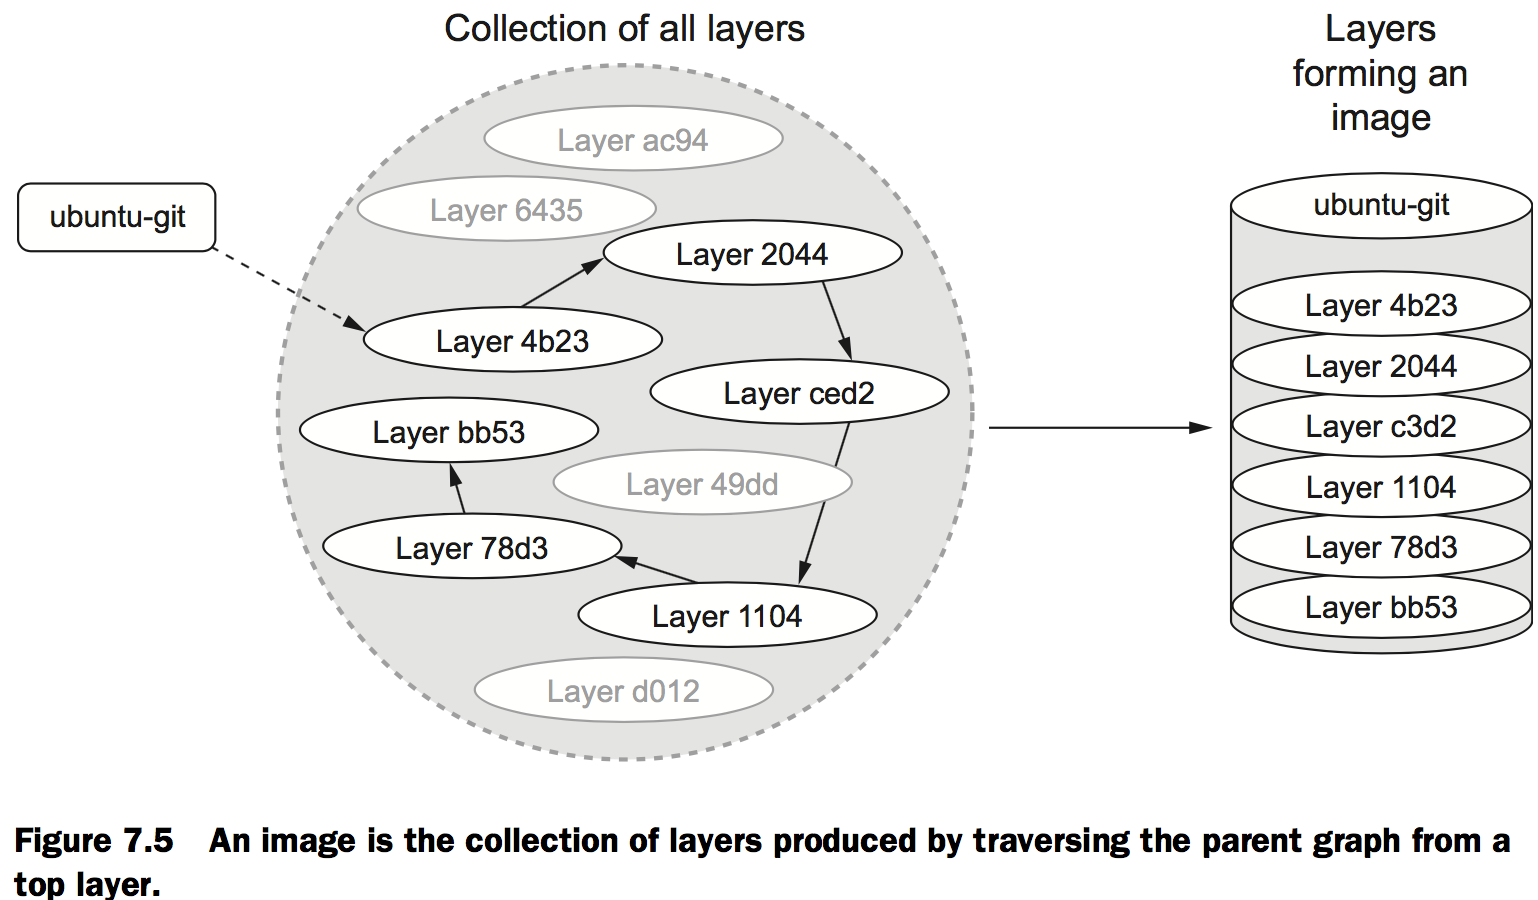 Collection of all layers
Layers
forming an
image
Layer ac94
ubuntu-git
Layer 6435
Layer 2044
Layer 4b23
Layer ced2
Layer bb53
Layer 49dd
Layer 78d3
Layer 1104
Layer d012
ubuntu-git
Layer 4b23
Layer 2044
Layer c3d2
Layer 1104
Layer 78d3
Layer bb53
Figure 7.5 An image is the collection of layers produced by traversing the parent graph from a
top layer.